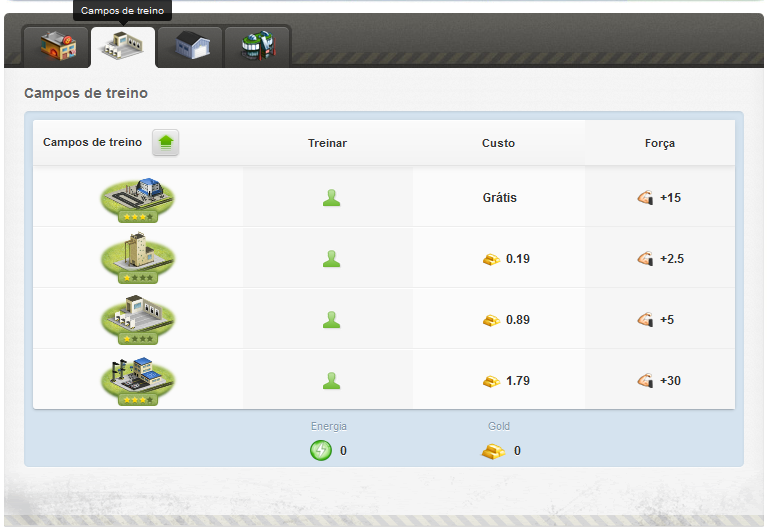 Campos de treino
Campos de treino
Campos de treino Treinar Custo Força
Grátis +15
0.19 +2.5
0.89 +5
1.79 +30
Energia Gold
0 0